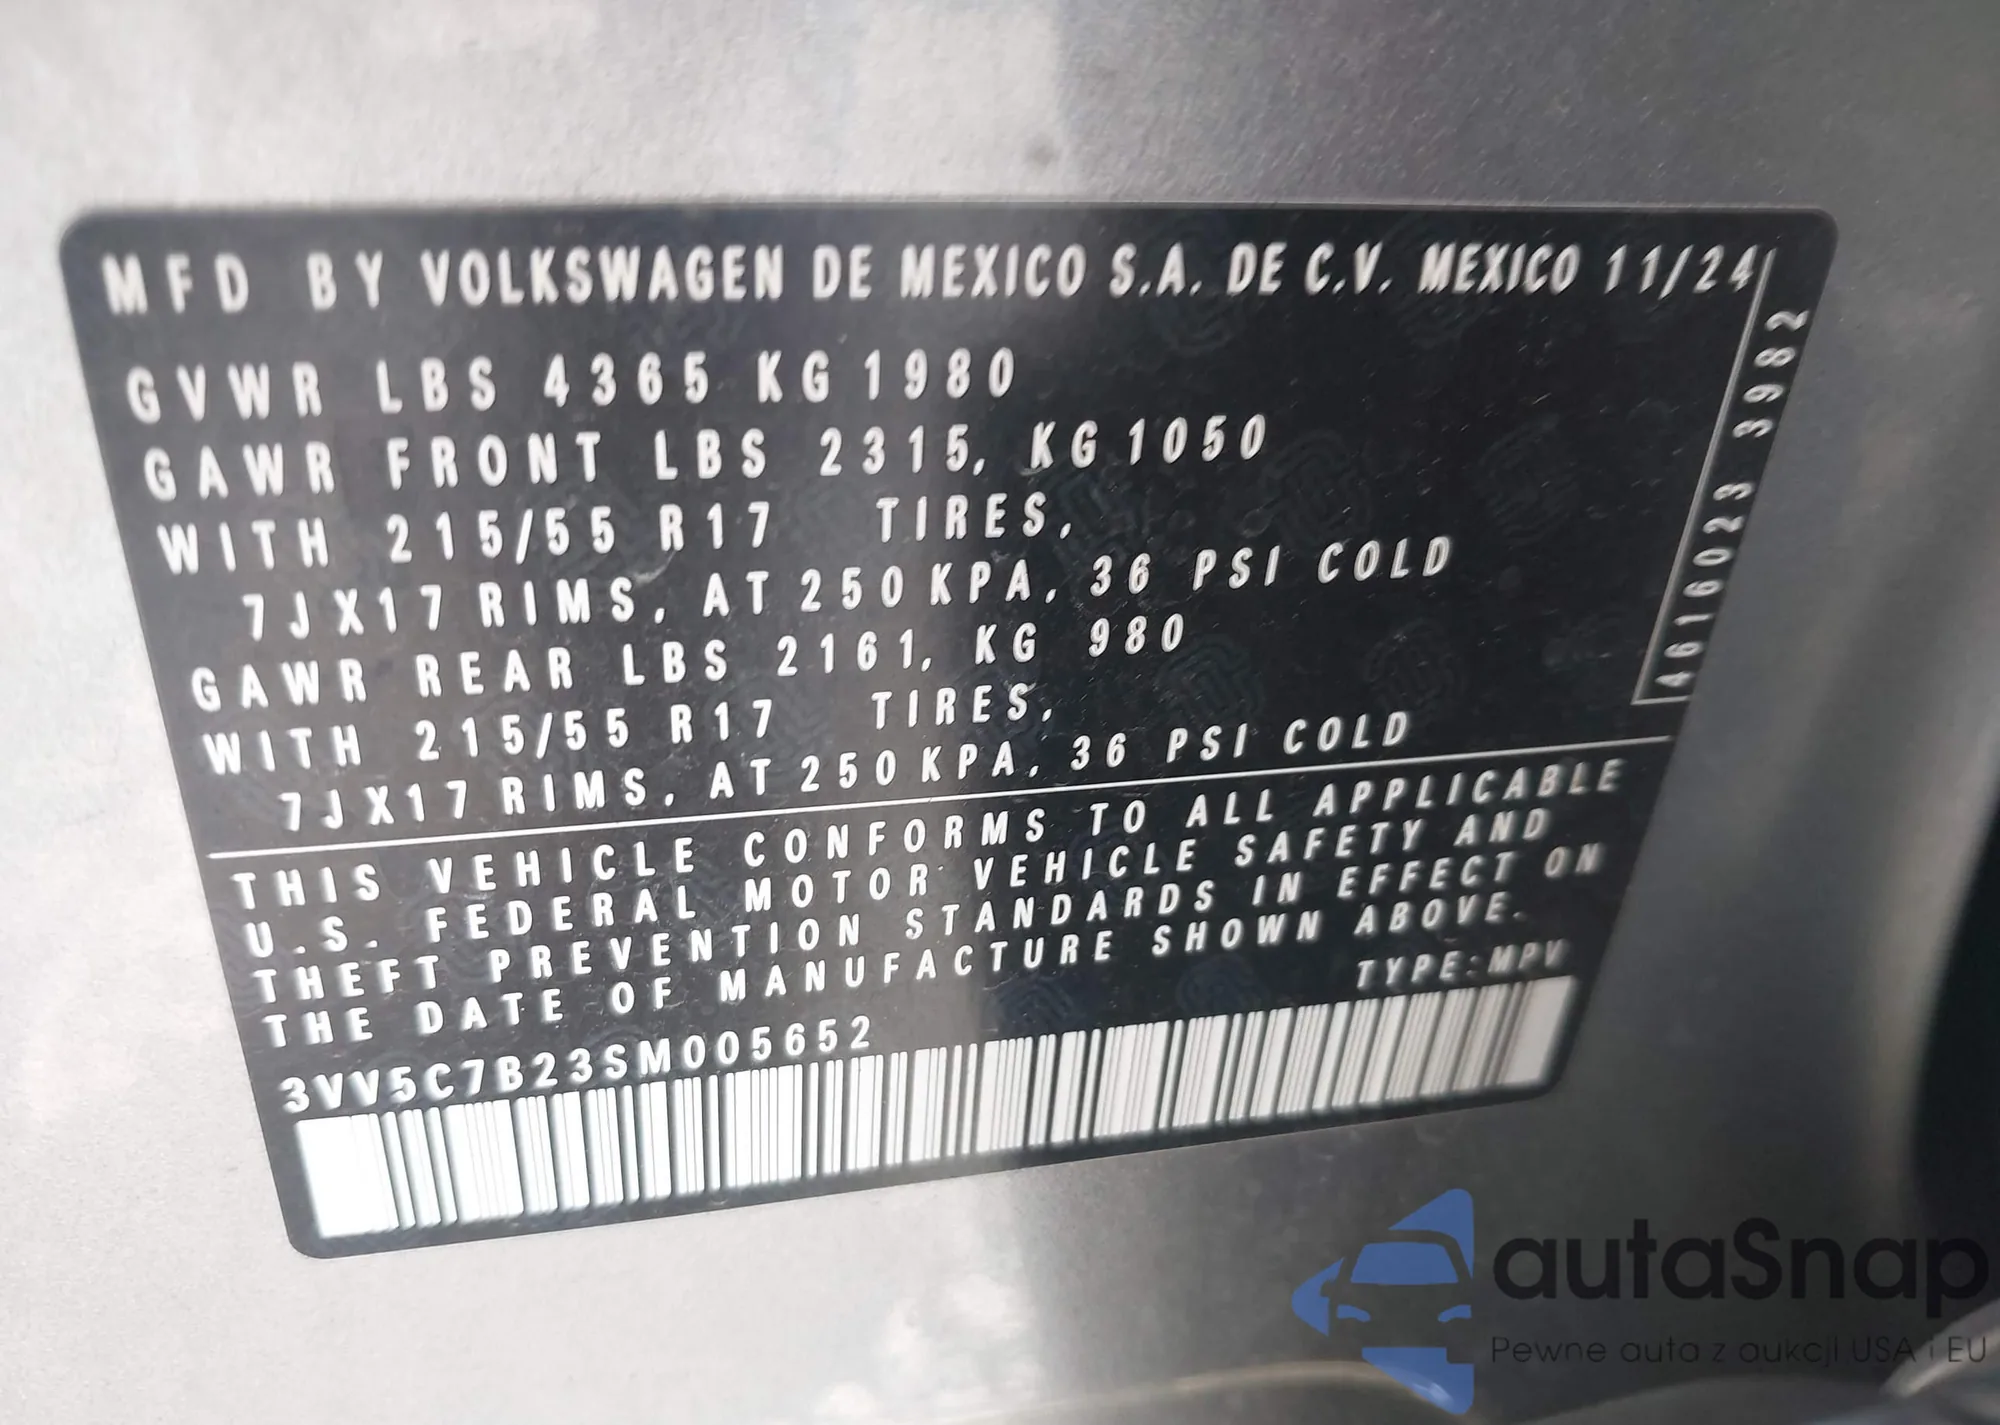 MFD BY VOLKSWAGEN DE MEXICO S.A. DE C.V. MEXICO 11/24
GVWR LBS 4365 KG 1980
GAWR FRONT LBS 2315, KG 1050
WITH 215/55 R17 TIRES,
7JX17 RIMS, AT 250 KPA, 36 PSI COLD
GAWR REAR LBS 2161, KG 980
WITH 215/55 R17 TIRES,
7JX17 RIMS, AT 250 KPA, 36 PSI COLD
4616023 3982
THIS VEHICLE CONFORMS TO ALL APPLICABLE
U.S. FEDERAL MOTOR VEHICLE SAFETY AND
THEFT PREVENTION STANDARDS IN EFFECT ON
THE DATE OF MANUFACTURE SHOWN ABOVE.
TYPE:MPV
3VV5C7B23SM005652
autaSnap
Pewne auta z aukcji USA i EU